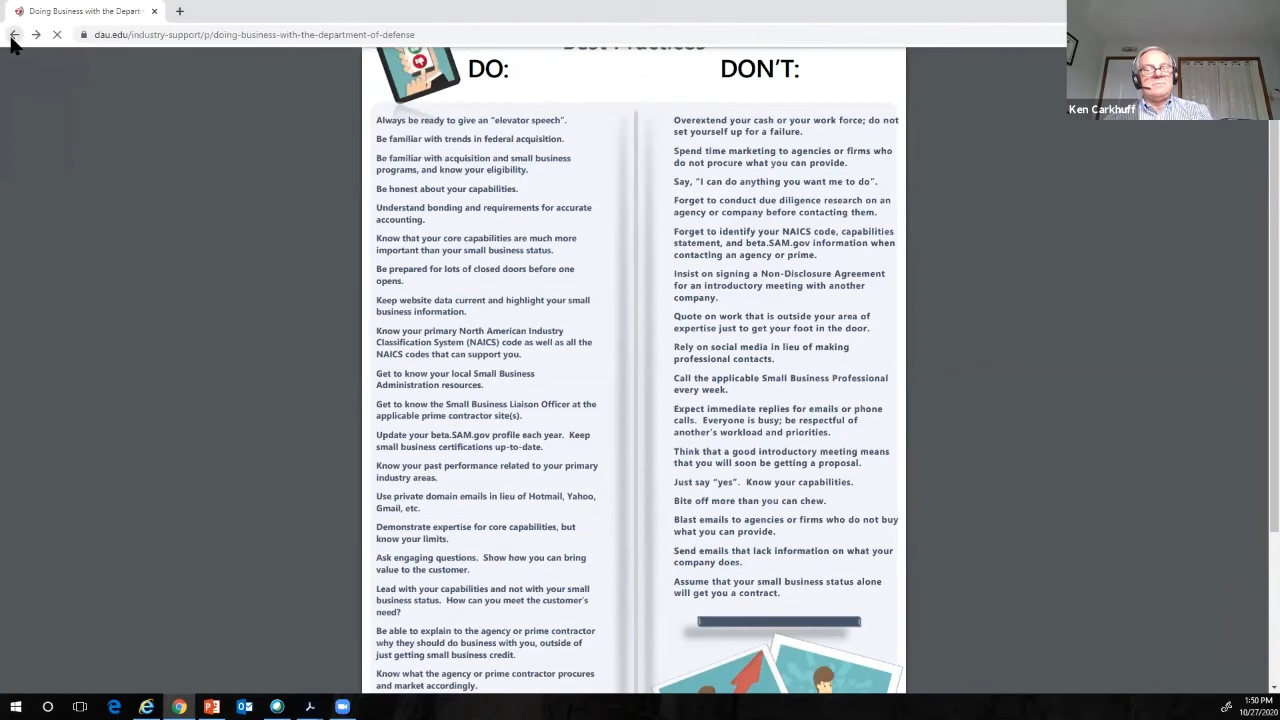 Doing Business with the Depart
dau.edu/industry-support/p/doing-business-with-the-department-of-defense
Ken Carkhuff
Best Practices
DO:
Always be ready to give an "elevator speech".
Be familiar with trends in federal acquisition.
Be familiar with acquisition and small business
programs, and know your eligibility.
Be honest about your capabilities.
Understand bonding and requirements for accurate
accounting.
Know that your core capabilities are much more
important than your small business status.
Be prepared for lots of closed doors before one
opens.
Keep website data current and highlight your small
business information.
Know your primary North American Industry
Classification System (NAICS) code as well as all the
NAICS codes that can support you.
Get to know your local Small Business
Administration resources.
Get to know the Small Business Liaison Officer at the
applicable prime contractor site(s).
Update your beta.SAM.gov profile each year. Keep
small business certifications up-to-date.
Know your past performance related to your primary
industry areas.
Use private domain emails in lieu of Hotmail, Yahoo,
Gmail, etc.
Demonstrate expertise for core capabilities, but
know your limits.
Ask engaging questions. Show how you can bring
value to the customer.
Lead with your capabilities and not with your small
business status. How can you meet the customer's
need?
Be able to explain to the agency or prime contractor
why they should do business with you, outside of
just getting small business credit.
Know what the agency or prime contractor procures
and market accordingly.
DON'T:
Overextend your cash or your work force; do not
set yourself up for a failure.
Spend time marketing to agencies or firms who
do not procure what you can provide.
Say, "I can do anything you want me to do".
Forget to conduct due diligence research on an
agency or company before contacting them.
Forget to identify your NAICS code, capabilities
statement, and beta.SAM.gov information when
contacting an agency or prime.
Insist on signing a Non-Disclosure Agreement
for an introductory meeting with another
company.
Quote on work that is outside your area of
expertise just to get your foot in the door.
Rely on social media in lieu of making
professional contacts.
Call the applicable Small Business Professional
every week.
Expect immediate replies for emails or phone
calls. Everyone is busy; be respectful of
another's workload and priorities.
Think that a good introductory meeting means
that you will soon be getting a proposal.
Just say "yes". Know your capabilities.
Bite off more than you can chew.
Blast emails to agencies or firms who do not buy
what you can provide.
Send emails that lack information on what your
company does.
Assume that your small business status alone
will get you a contract.
1:50 PM
10/27/2020